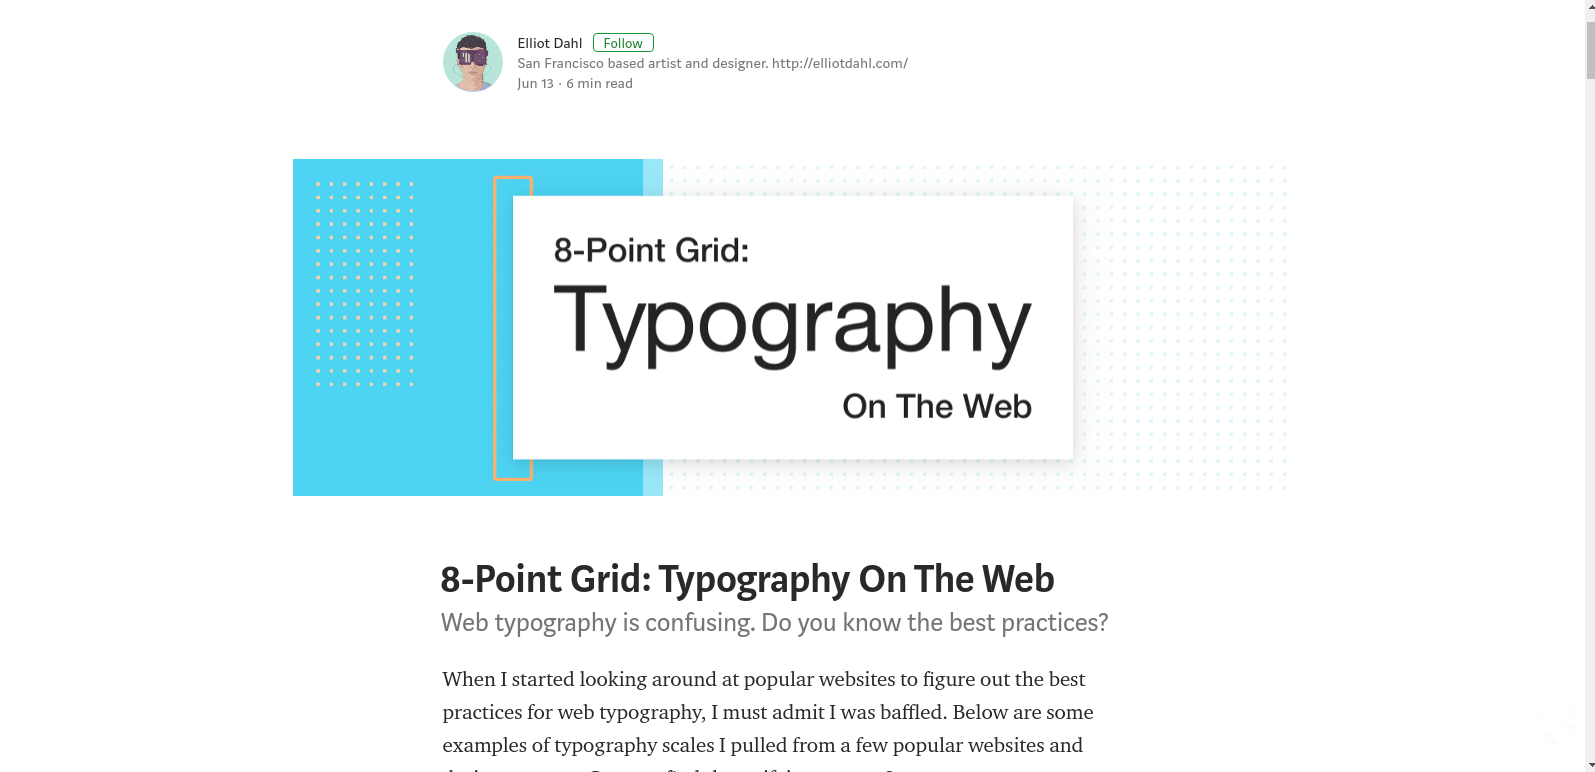 Elliot Dahl Follow
San Francisco based artist and designer. http://elliotdahl.com/
Jun 13 · 6 min read
8-Point Grid:
Typography
On The Web
8-Point Grid: Typography On The Web
Web typography is confusing. Do you know the best practices?
When I started looking around at popular websites to figure out the best
practices for web typography, I must admit I was baffled. Below are some
examples of typography scales I pulled from a few popular websites and